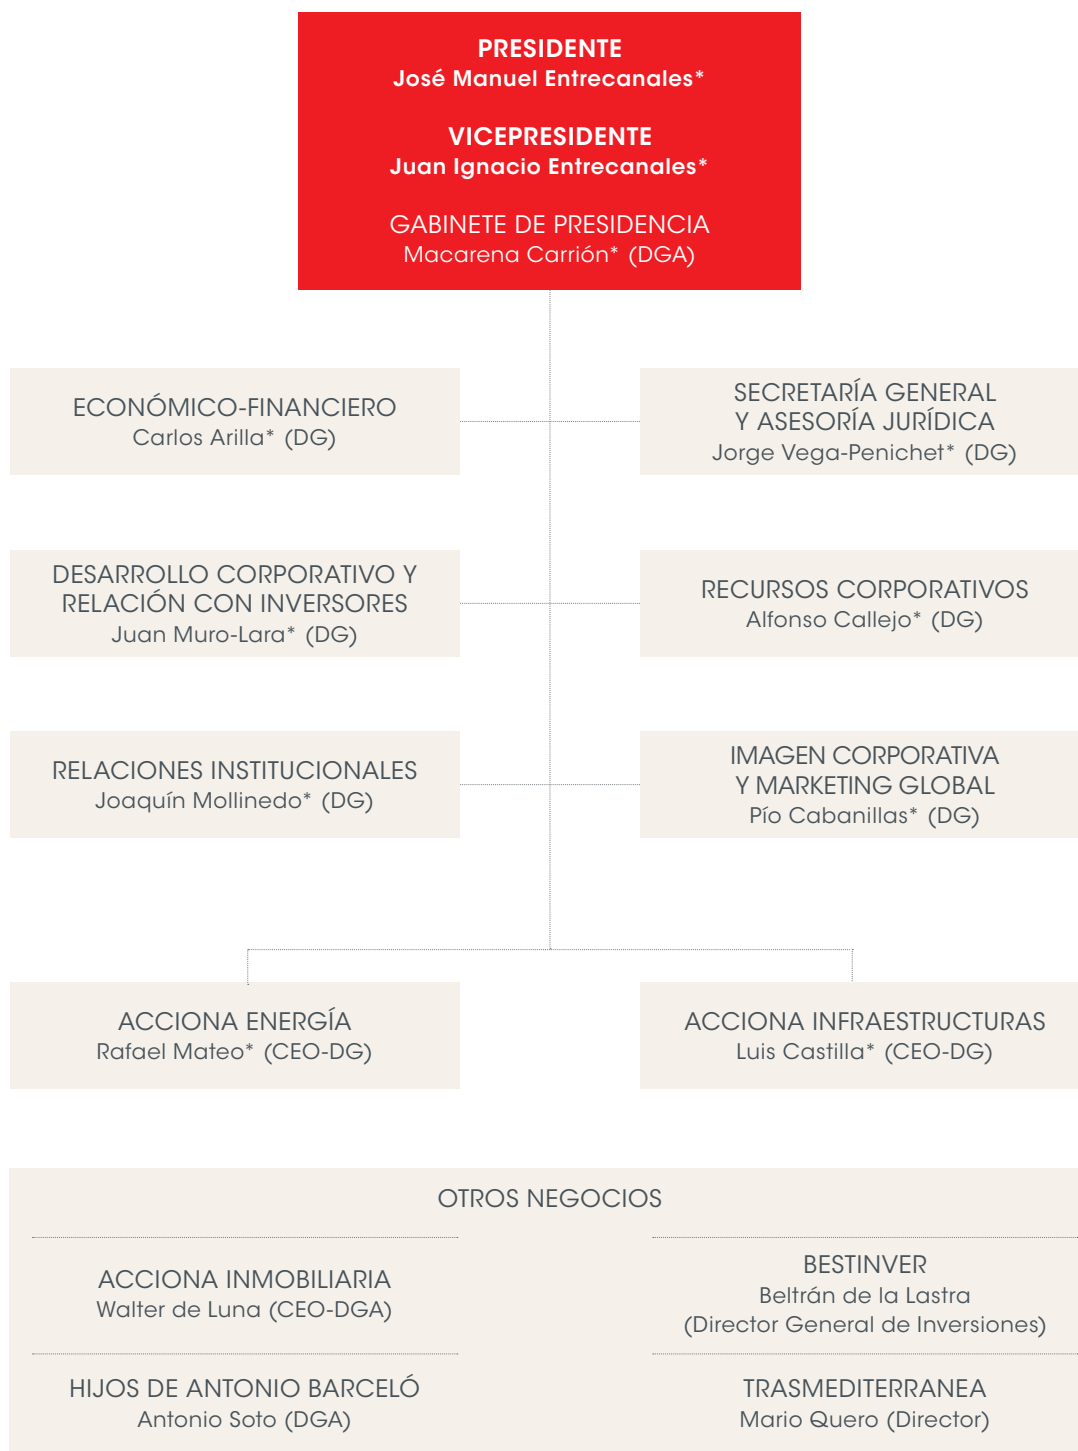 PRESIDENTE
José Manuel Entrecanales*
VICEPRESIDENTE
Juan Ignacio Entrecanales*
GABINETE DE PRESIDENCIA
Macarena Carrión* (DGA)
ECONÓMICO-FINANCIERO
Carlos Arilla* (DG)
SECRETARÍA GENERAL
Y ASESORÍA JURÍDICA
Jorge Vega-Penichet* (DG)
DESARROLLO CORPORATIVO Y
RELACIÓN CON INVERSORES
Juan Muro-Lara* (DG)
RECURSOS CORPORATIVOS
Alfonso Callejo* (DG)
RELACIONES INSTITUCIONALES
Joaquín Mollinedo* (DG)
IMAGEN CORPORATIVA
Y MARKETING GLOBAL
Pío Cabanillas* (DG)
ACCIONA ENERGÍA
Rafael Mateo* (CEO-DG)
ACCIONA INFRAESTRUCTURAS
Luis Castilla* (CEO-DG)
OTROS NEGOCIOS
ACCIONA INMOBILIARIA
Walter de Luna (CEO-DGA)
BESTINVER
Beltrán de la Lastra
(Director General de Inversiones)
HIJOS DE ANTONIO BARCELÓ
Antonio Soto (DGA)
TRASMEDITERRANEA
Mario Quero (Director)